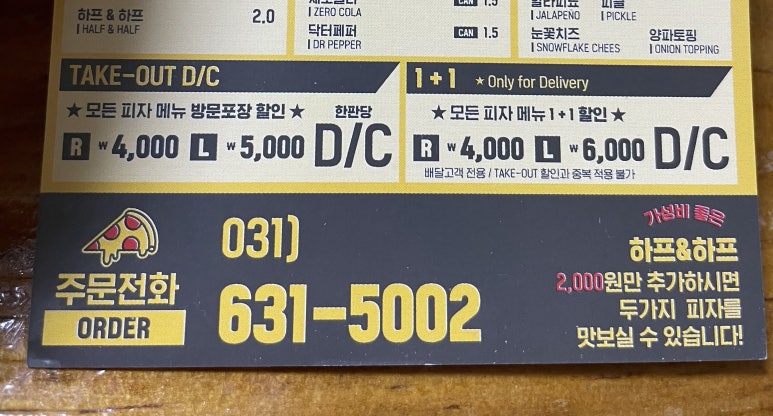 하프 & 하프 2.0
HALF & HALF
CAN 1.5
ZERO COLA
닥터페퍼 CAN 1.5
DR PEPPER
JALAPEÑO
PICKLE
눈꽃치즈
SNOWFLAKE CHEES
양파토핑
ONION TOPPING
TAKE-OUT D/C
★ 모든 피자 메뉴 방문포장 할인 ★ 한판당
R ₩4,000 L ₩5,000 D/C
1+1 ★ Only for Delivery
★ 모든 피자 메뉴 1+1 할인 ★
R ₩4,000 L ₩6,000 D/C
배달고객 전용 / TAKE-OUT 할인과 중복 적용 불가
주문전화
ORDER
031)
631-5002
가성비 좋은
하프&하프
2,000원만 추가하시면
두가지 피자를
맛보실 수 있습니다!